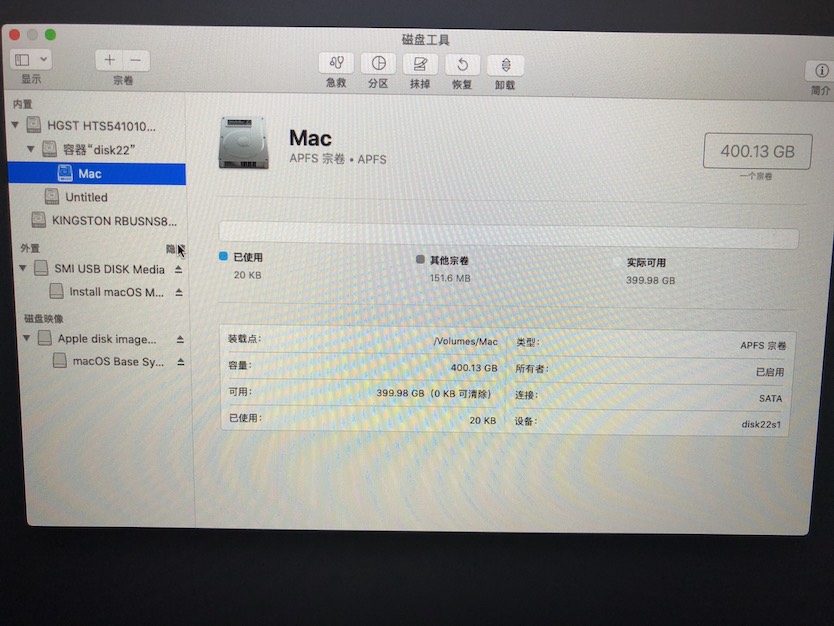 磁盘工具
显示
宗卷
急救
分区
抹掉
恢复
卸载
简介
内置
HGST HTS541010...
容器“disk22”
Mac
Untitled
KINGSTON RBUSNS8...
外置
隐
SMI USB DISK Media
Install macOS M...
磁盘映像
Apple disk image...
macOS Base Sy...
Mac
APFS 宗卷 • APFS
400.13 GB
一个宗卷
已使用
20 KB
其他宗卷
151.6 MB
实际可用
399.98 GB
装载点: /Volumes/Mac
类型: APFS 宗卷
容量: 400.13 GB
所有者: 已启用
可用: 399.98 GB（0 KB 可清除）
连接: SATA
已使用: 20 KB
设备: disk22s1